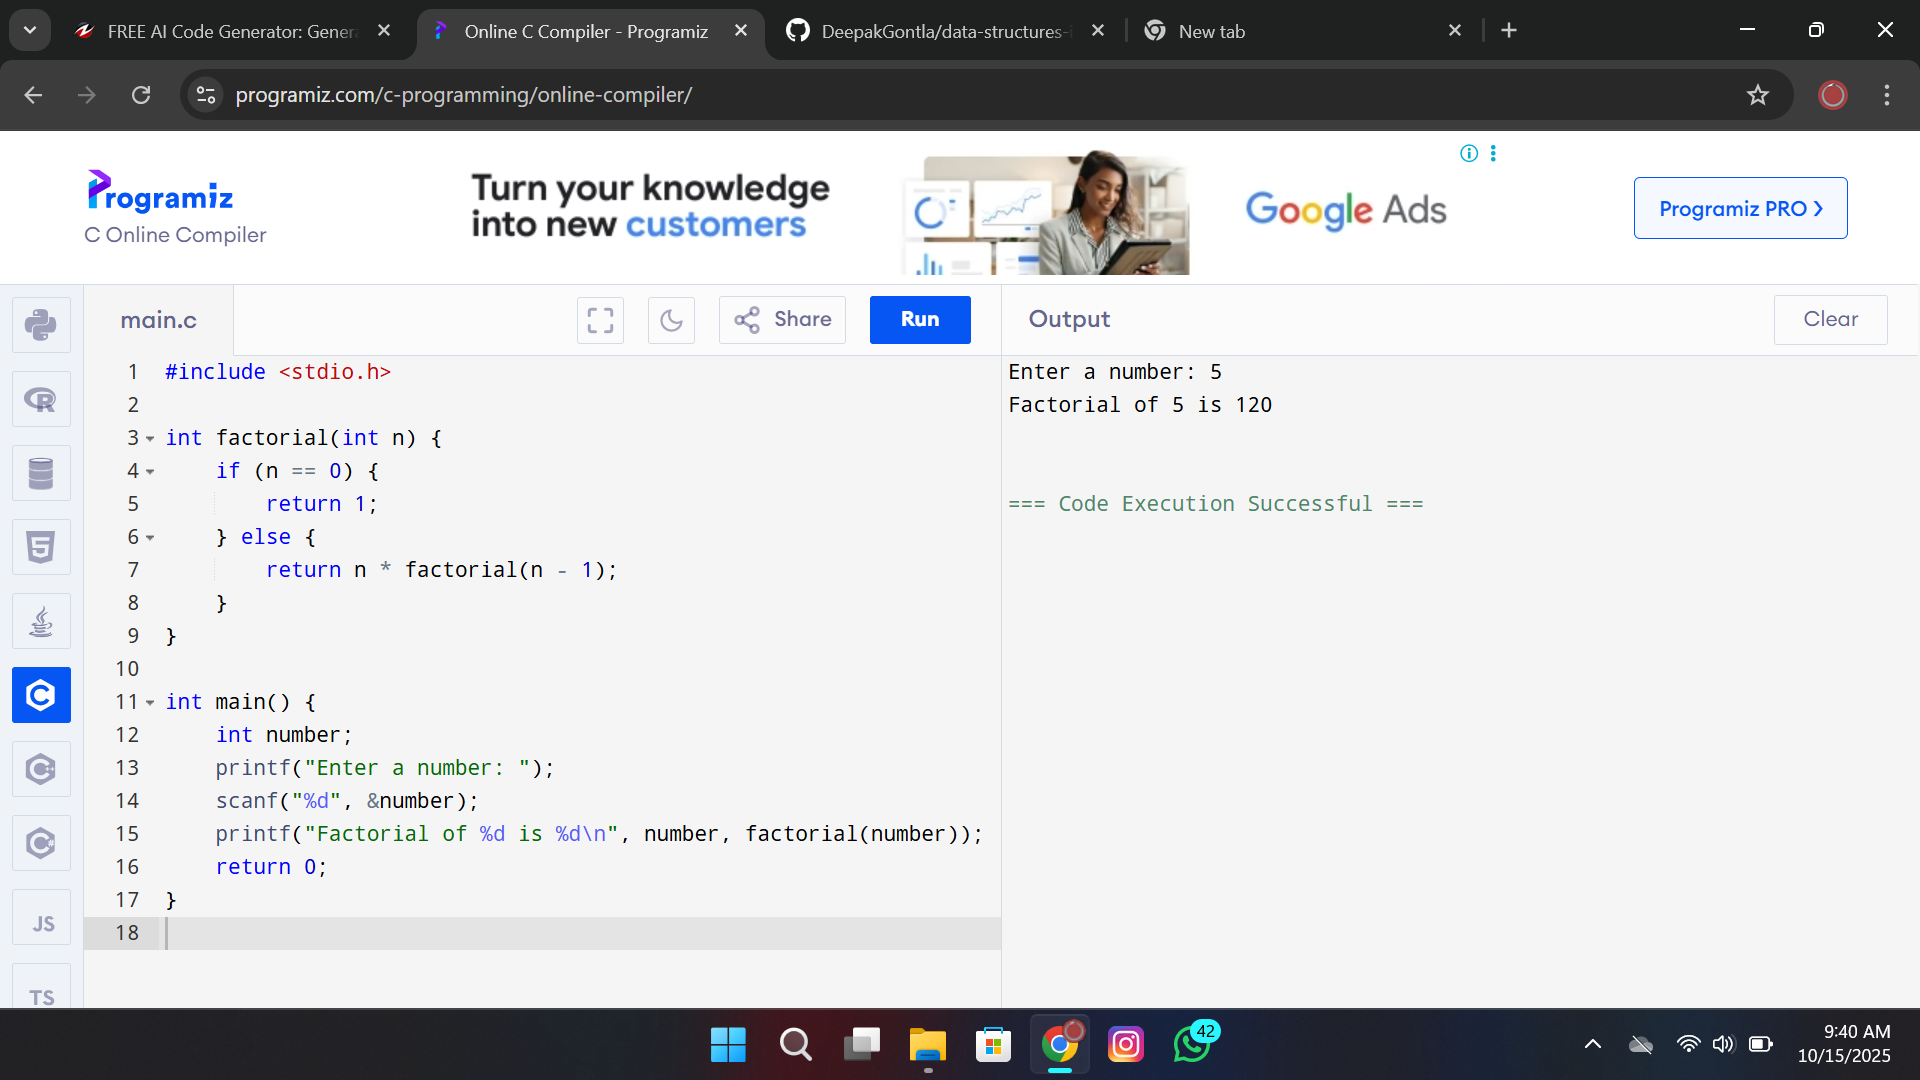 FREE AI Code Generator: Genera
Online C Compiler - Programiz
DeepakGontla/data-structures-i
New tab
programiz.com/c-programming/online-compiler/
Programiz
C Online Compiler
Turn your knowledge
into new customers
Google Ads
Programiz PRO
main.c
Share
Run
Output
Clear
1 #include <stdio.h>
2
3 int factorial(int n) {
4     if (n == 0) {
5         return 1;
6     } else {
7         return n * factorial(n - 1);
8     }
9 }
10
11 int main() {
12     int number;
13     printf("Enter a number: ");
14     scanf("%d", &number);
15     printf("Factorial of %d is %d\n", number, factorial(number));
16     return 0;
17 }
18
Enter a number: 5
Factorial of 5 is 120
=== Code Execution Successful ===
JS
TS
42
9:40 AM
10/15/2025